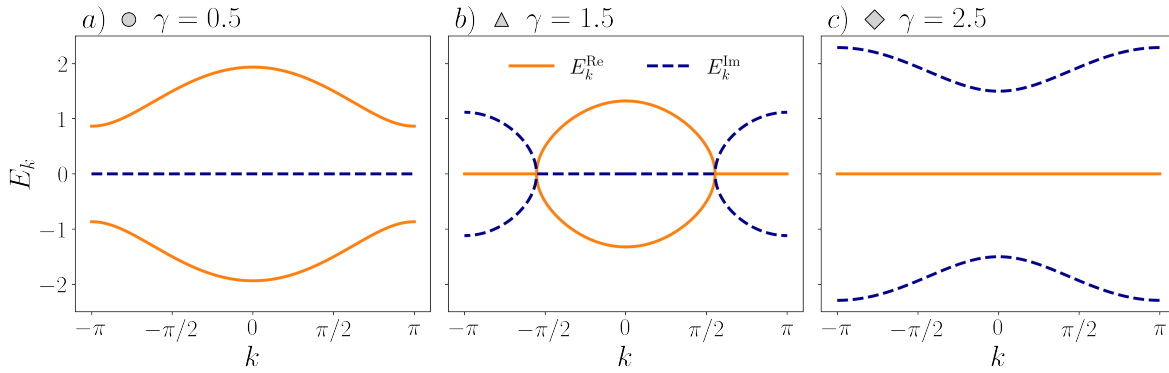 a) γ = 0.5
b) γ = 1.5
c) γ = 2.5
E_k^Re E_k^Im
E_k
2
1
0
−1
−2
−π −π/2 0 π/2 π
−π −π/2 0 π/2 π
−π −π/2 0 π/2 π
k
k
k